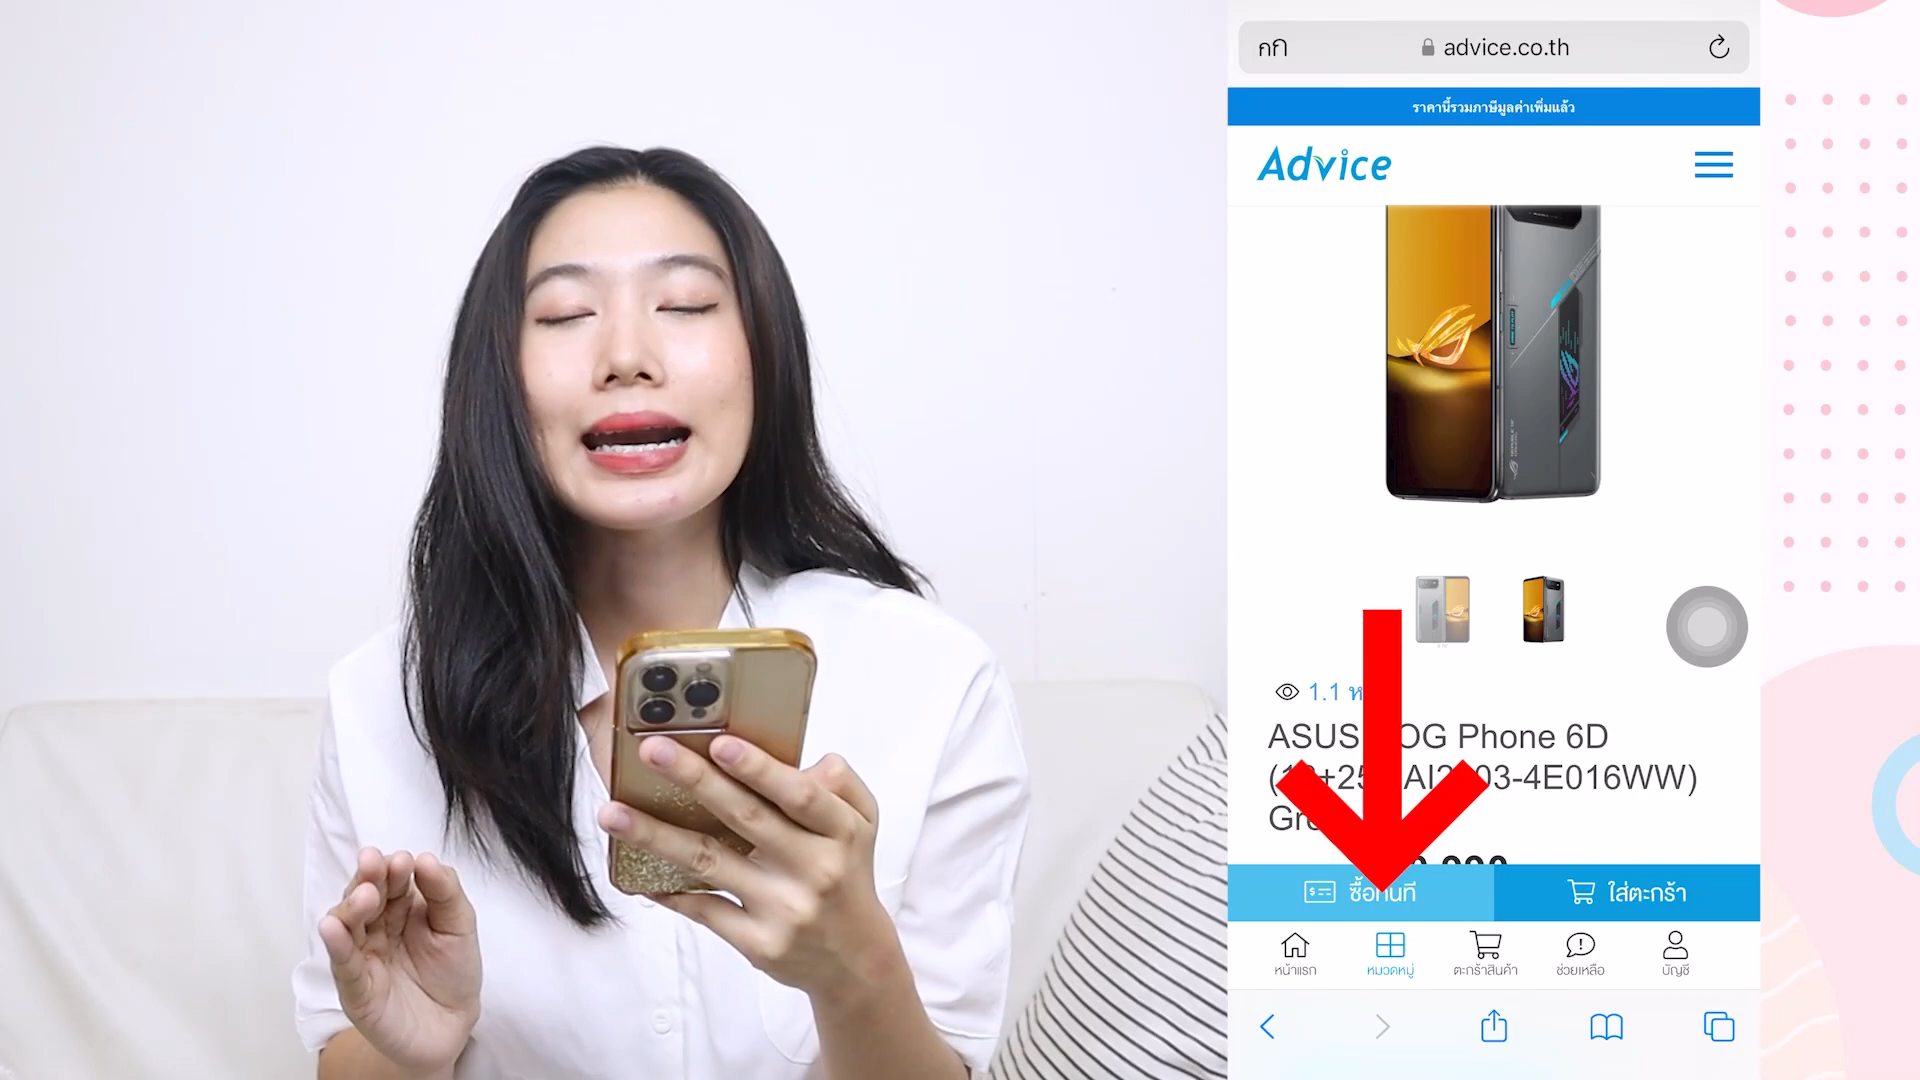 กก advice.co.th
ราคานี้รวมภาษีมูลค่าเพิ่มแล้ว
Advice
1.1
ASUS Phone 6D
ซื้อทันที
ใส่ตะกร้า
หน้าแรก
หมวดหมู่
ตะกร้าสินค้า
ช่วยเหลือ
บัญชี